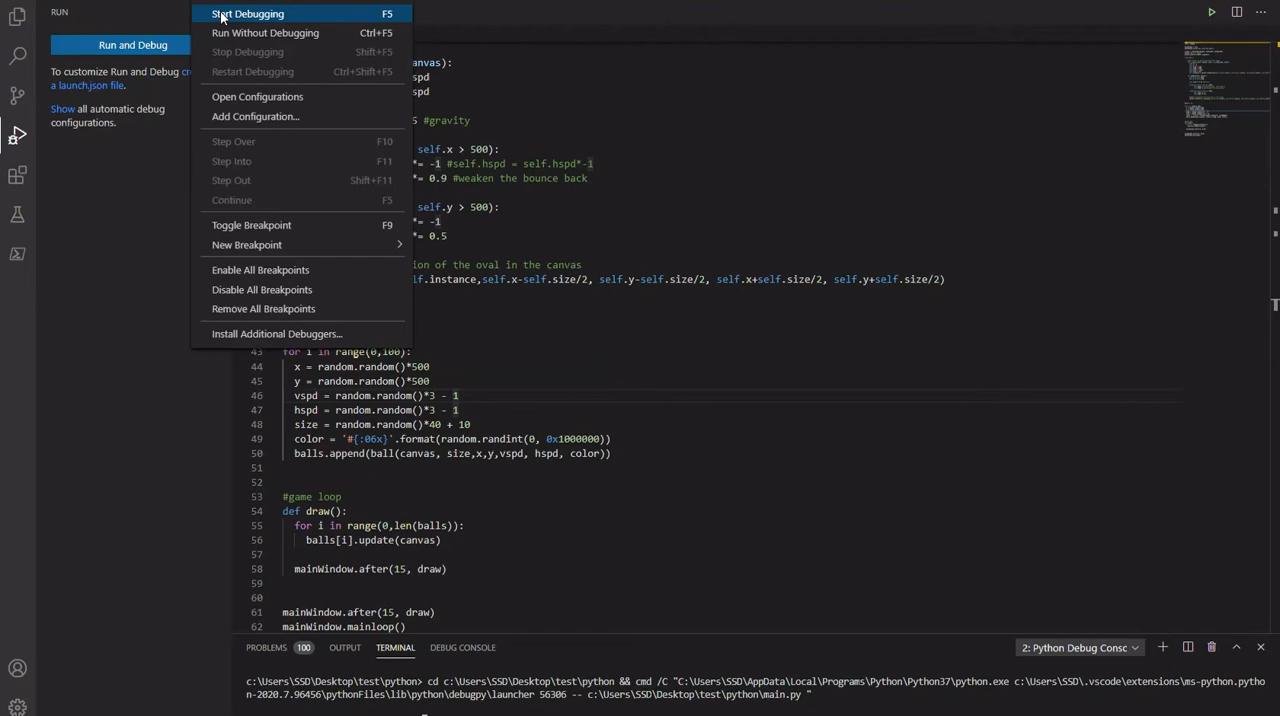 RUN
Run and Debug
To customize Run and Debug
a launch.json file.
Show all automatic debug
configurations.
Start Debugging F5
Run Without Debugging Ctrl+F5
Stop Debugging Shift+F5
Restart Debugging Ctrl+Shift+F5
Open Configurations
Add Configuration...
Step Over F10
Step Into F11
Step Out Shift+F11
Continue F5
Toggle Breakpoint F9
New Breakpoint
Enable All Breakpoints
Disable All Breakpoints
Remove All Breakpoints
Install Additional Debuggers...
canvas):
spd
spd
5 #gravity
self.x > 500):
*= -1 #self.hspd = self.hspd*-1
*= 0.9 #weaken the bounce back
self.y > 500):
*= -1
*= 0.5
ion of the oval in the canvas
lf.instance,self.x-self.size/2, self.y-self.size/2, self.x+self.size/2, self.y+self.size/2)
43 for i in range(0,100):
44 x = random.random()*500
45 y = random.random()*500
46 vspd = random.random()*3 - 1
47 hspd = random.random()*3 - 1
48 size = random.random()*40 + 10
49 color = '#{:06x}'.format(random.randint(0, 0x1000000))
50 balls.append(ball(canvas, size,x,y,vspd, hspd, color))
51
52
53 #game loop
54 def draw():
55 for i in range(0,len(balls)):
56 balls[i].update(canvas)
57
58 mainWindow.after(15, draw)
59
60
61 mainWindow.after(15, draw)
62 mainWindow.mainloop()
PROBLEMS 100 OUTPUT TERMINAL DEBUG CONSOLE 2: Python Debug Consc
c:\Users\SSD\Desktop\test\python> cd c:\Users\SSD\Desktop\test\python && cmd /C "C:\Users\SSD\AppData\Local\Programs\Python\Python37\python.exe c:\Users\SSD\.vscode\extensions\ms-python.pytho
n-2020.7.96456\pythonFiles\lib\python\debugpy\launcher 56306 -- c:\Users\SSD\Desktop\test\python\main.py "